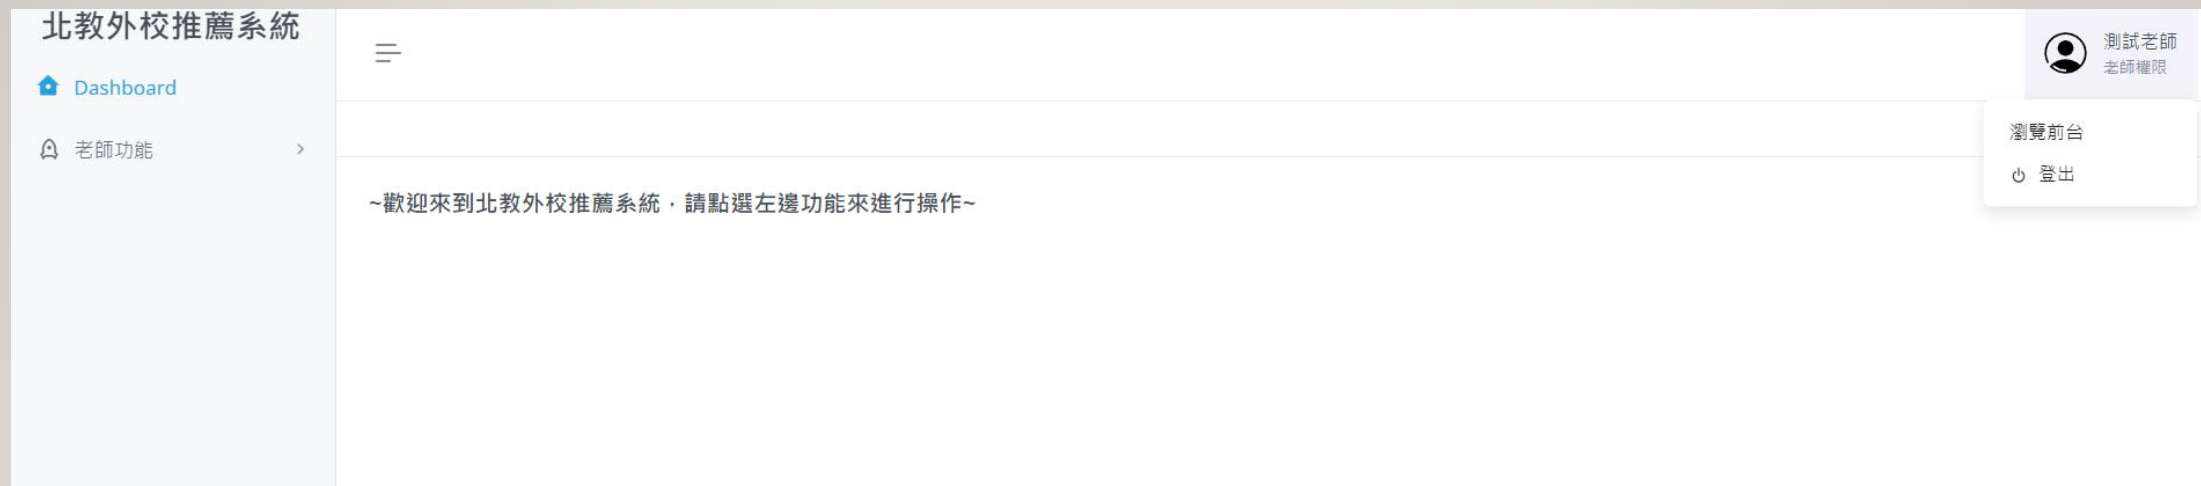 北教外校推薦系統
Dashboard
老師功能
測試老師
老師權限
瀏覽前台
登出
~歡迎來到北教外校推薦系統，請點選左邊功能來進行操作~